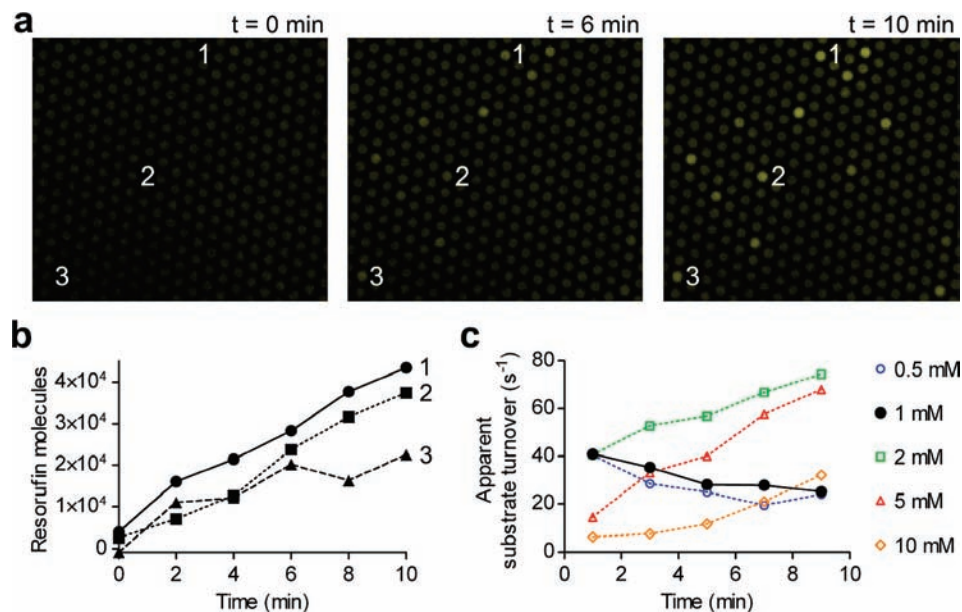 a
t = 0 min
t = 6 min
t = 10 min
1
2
3
1
2
3
1
2
3
b
Resorufin molecules
4×10⁴
3×10⁴
2×10⁴
1×10⁴
0
1
2
3
0 2 4 6 8 10
Time (min)
c
Apparent
substrate turnover (s⁻¹)
80
60
40
20
0
0 2 4 6 8 10
Time (min)
0.5 mM
1 mM
2 mM
5 mM
10 mM